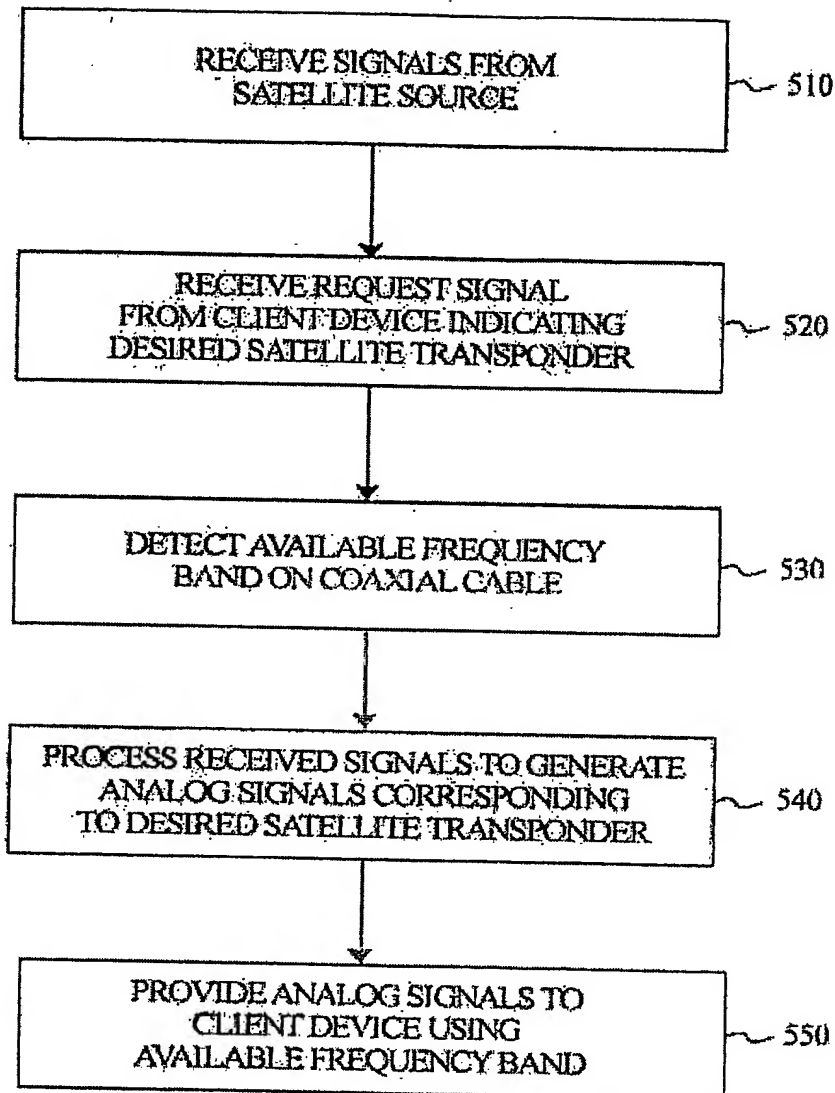 RECEIVE SIGNALS FROM
SATELLITE SOURCE
510
RECEIVE REQUEST SIGNAL
FROM CLIENT DEVICE INDICATING
DESIRED SATELLITE TRANSPONDER
520
DETECT AVAILABLE FREQUENCY
BAND ON COAXIAL CABLE
530
PROCESS RECEIVED SIGNALS TO GENERATE
ANALOG SIGNALS CORRESPONDING
TO DESIRED SATELLITE TRANSPONDER
540
PROVIDE ANALOG SIGNALS TO
CLIENT DEVICE USING
AVAILABLE FREQUENCY BAND
550